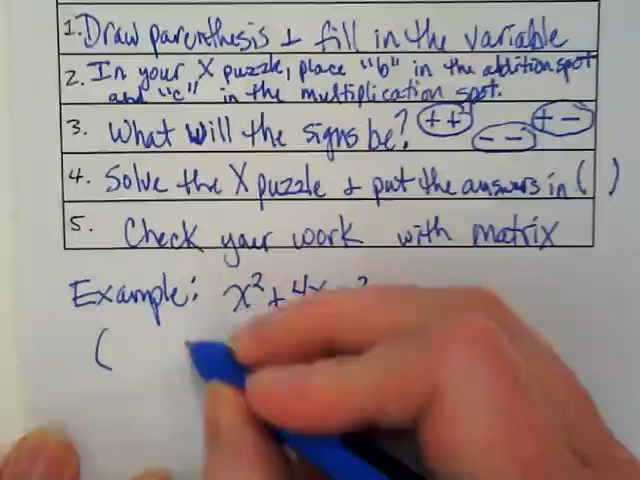 1. Draw parenthesis + fill in the variable
2. In your X puzzle, place "b" in the addition spot
and "c" in the multiplication spot.
3. What will the signs be? ++ -- +-
4. Solve the X puzzle + put the answers in ( )
5. Check your work with matrix
Example: x² + 4x
(